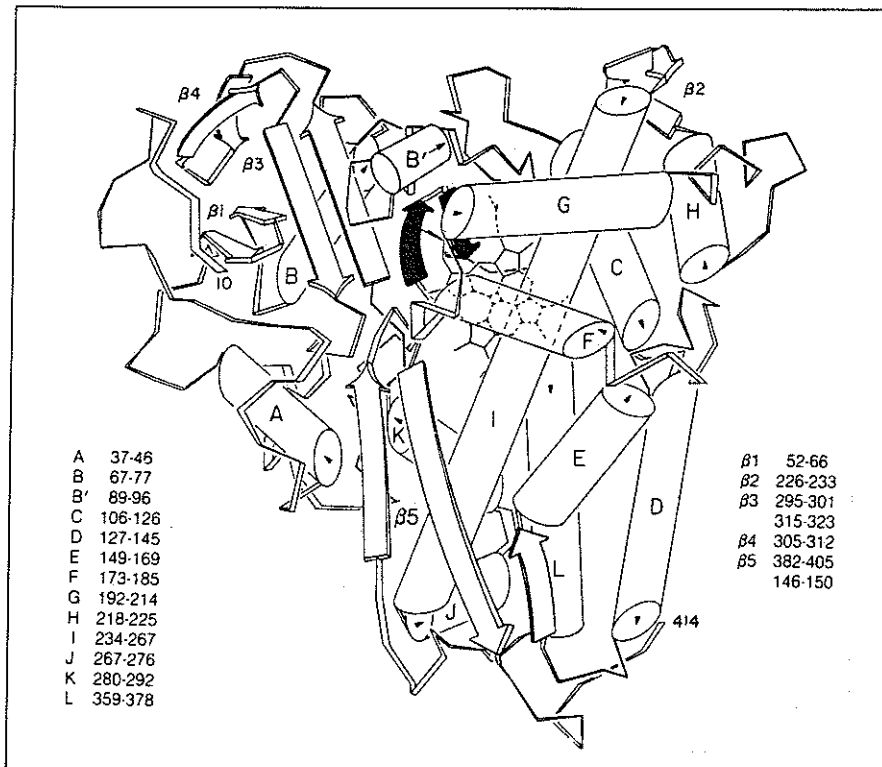 β4
β2
β3
B'
G
H
β1
C
B
10
F
A
I
K
E
A 37-46
B 67-77
B' 89-96
C 106-126
D 127-145
E 149-169
F 173-185
G 192-214
H 218-225
I 234-267
J 267-276
K 280-292
L 359-378
β5
D
L
J
414
β1 52-66
β2 226-233
β3 295-301
315-323
β4 305-312
β5 382-405
146-150